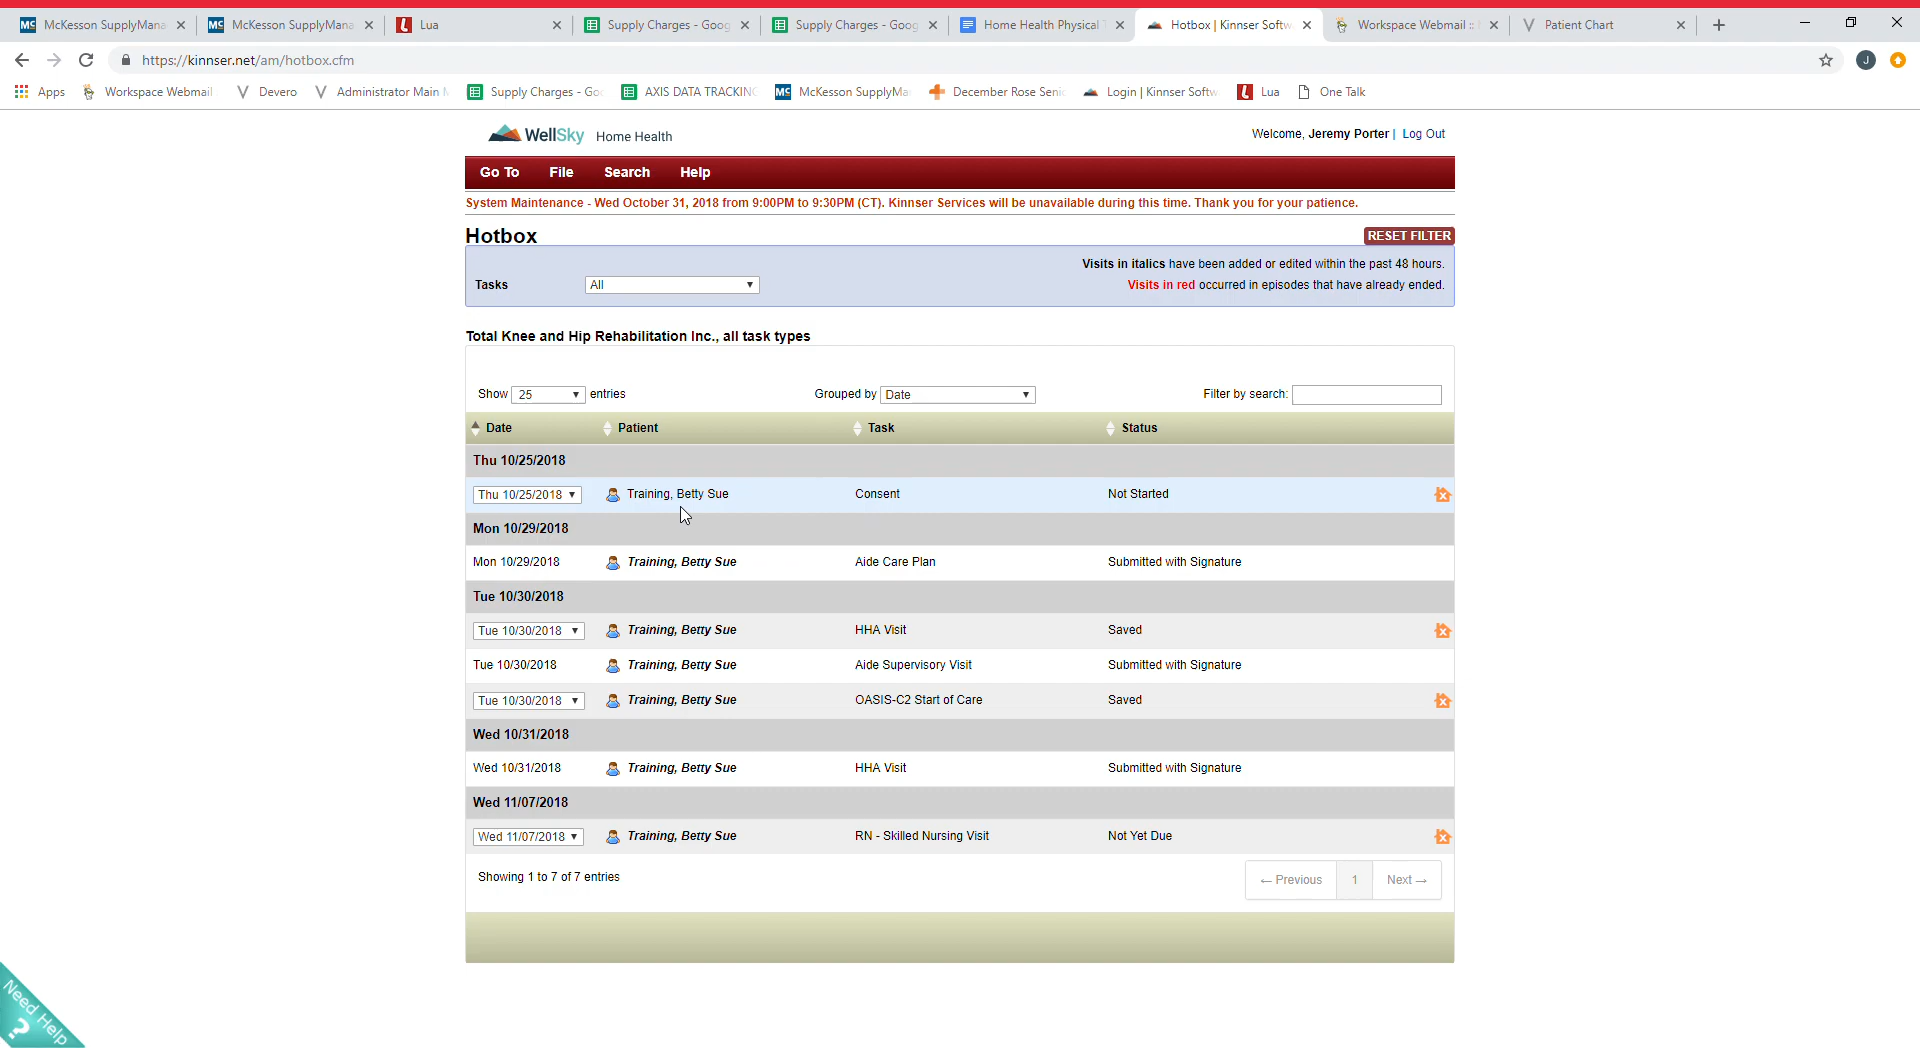 McKesson SupplyMana
McKesson SupplyMana
Lua
Supply Charges - Goog
Supply Charges - Goog
Home Health Physical T
Hotbox | Kinnser Softw
Workspace Webmail ::
Patient Chart
https://kinnser.net/am/hotbox.cfm
J
Apps
Workspace Webmail
Devero
Administrator Main
Supply Charges - Go
AXIS DATA TRACKING
McKesson SupplyMa
December Rose Seni
Login | Kinnser Softw
Lua
One Talk
WellSky Home Health
Welcome, Jeremy Porter | Log Out
Go To File Search Help
System Maintenance - Wed October 31, 2018 from 9:00PM to 9:30PM (CT). Kinnser Services will be unavailable during this time. Thank you for your patience.
Hotbox
RESET FILTER
Visits in italics have been added or edited within the past 48 hours.
Tasks All
Visits in red occurred in episodes that have already ended.
Total Knee and Hip Rehabilitation Inc., all task types
Show 25 entries Grouped by Date Filter by search:
Date Patient Task Status
Thu 10/25/2018
Thu 10/25/2018 Training, Betty Sue Consent Not Started
Mon 10/29/2018
Mon 10/29/2018 Training, Betty Sue Aide Care Plan Submitted with Signature
Tue 10/30/2018
Tue 10/30/2018 Training, Betty Sue HHA Visit Saved
Tue 10/30/2018 Training, Betty Sue Aide Supervisory Visit Submitted with Signature
Tue 10/30/2018 Training, Betty Sue OASIS-C2 Start of Care Saved
Wed 10/31/2018
Wed 10/31/2018 Training, Betty Sue HHA Visit Submitted with Signature
Wed 11/07/2018
Wed 11/07/2018 Training, Betty Sue RN - Skilled Nursing Visit Not Yet Due
Showing 1 to 7 of 7 entries
← Previous 1 Next →
Need Help
?